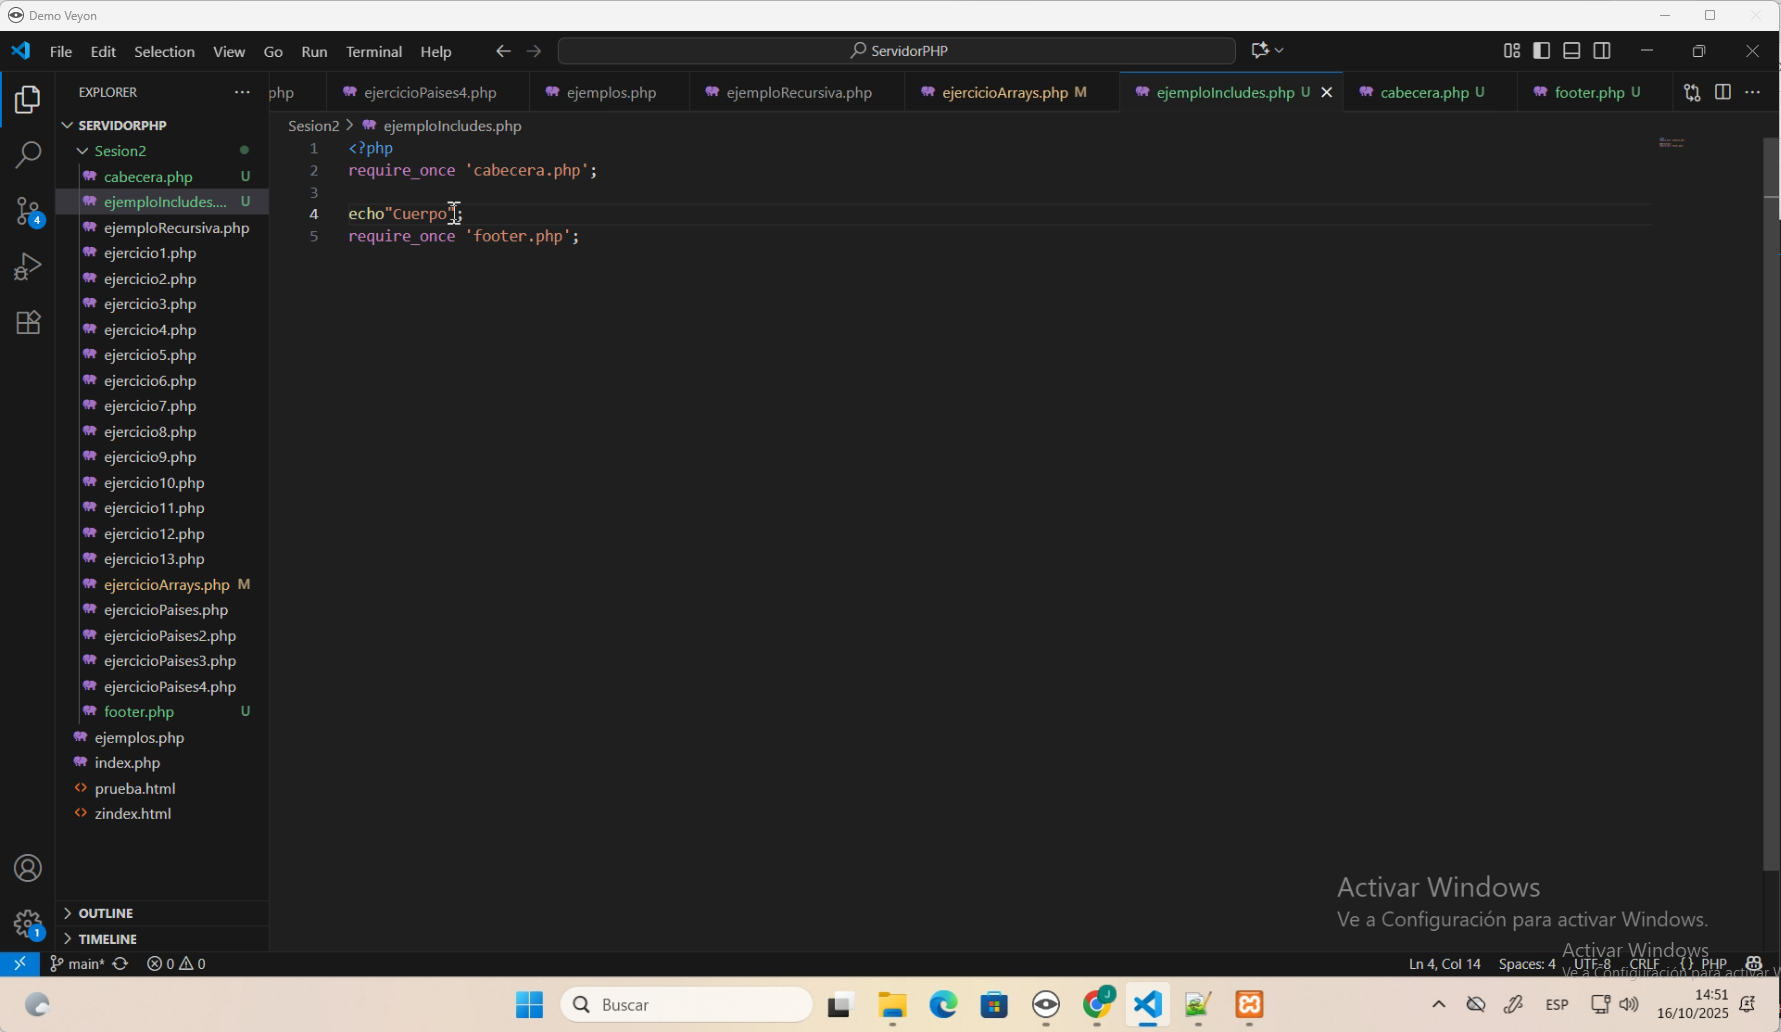 Demo Veyon
File Edit Selection View Go Run Terminal Help
ServidorPHP
EXPLORER
php
ejercicioPaises4.php
ejemplos.php
ejemploRecursiva.php
ejercicioArrays.php M
ejemploIncludes.php U
cabecera.php U
footer.php U
SERVIDORPHP
Sesion2
cabecera.php U
ejemploIncludes.... U
ejemploRecursiva.php
ejercicio1.php
ejercicio2.php
ejercicio3.php
ejercicio4.php
ejercicio5.php
ejercicio6.php
ejercicio7.php
ejercicio8.php
ejercicio9.php
ejercicio10.php
ejercicio11.php
ejercicio12.php
ejercicio13.php
ejercicioArrays.php M
ejercicioPaises.php
ejercicioPaises2.php
ejercicioPaises3.php
ejercicioPaises4.php
footer.php U
ejemplos.php
index.php
prueba.html
zindex.html
OUTLINE
TIMELINE
Sesion2 > ejemploIncludes.php
1 <?php
2 require_once 'cabecera.php';
3
4 echo"Cuerpo";
5 require_once 'footer.php';
4
1
Activar Windows
Ve a Configuración para activar Windows.
Activar Windows
Ve a Configuración para activar W
main* 0 0
Ln 4, Col 14 Spaces: 4 UTF-8 CRLF {} PHP
Buscar
J
ESP
14:51
16/10/2025